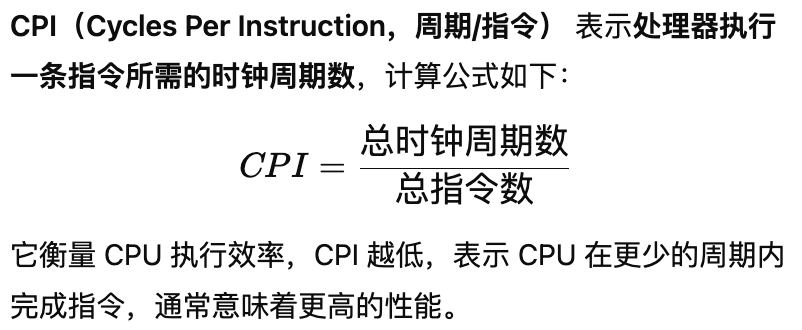 CPI（Cycles Per Instruction，周期/指令） 表示处理器执行
一条指令所需的时钟周期数，计算公式如下：
CPI = 总时钟周期数
总指令数
它衡量 CPU 执行效率，CPI 越低，表示 CPU 在更少的周期内
完成指令，通常意味着更高的性能。